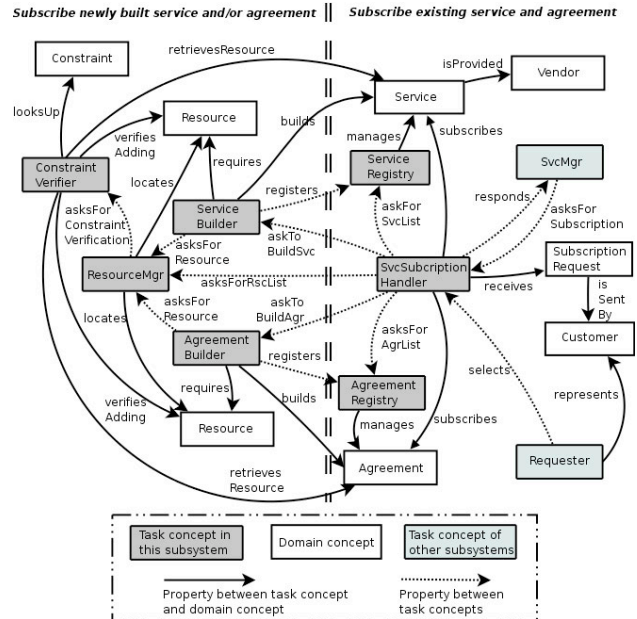 Subscribe newly built service and/or agreement
Subscribe existing service and agreement
retrievesResource
isProvided
Constraint
Vendor
Service
looksUp
Resource
builds
manages
subscribes
verifies
Adding
requires
Constraint
Verifier
locates
Service
Registry
SvcMgr
registers
responds
asksFor
Constraint
Verification
Service
Builder
askFor
SvcList
asksFor
Subscription
asksFor
Resource
askTo
BuildSvc
Subscription
Request
ResourceMgr
asksForRscList
SvcSubcription
Handler
receives
is
Sent
By
locates
asksFor
Resource
askTo
BuildAgr
asksFor
AgrList
Customer
Agreement
Builder
registers
selects
requires
Agreement
Registry
represents
verifies
Adding
builds
manages
subscribes
Resource
retrieves
Resource
Agreement
Requester
Task concept in
this subsystem
Domain concept
Task concept of
other subsystems
Property between task concept
and domain concept
Property between
task concepts